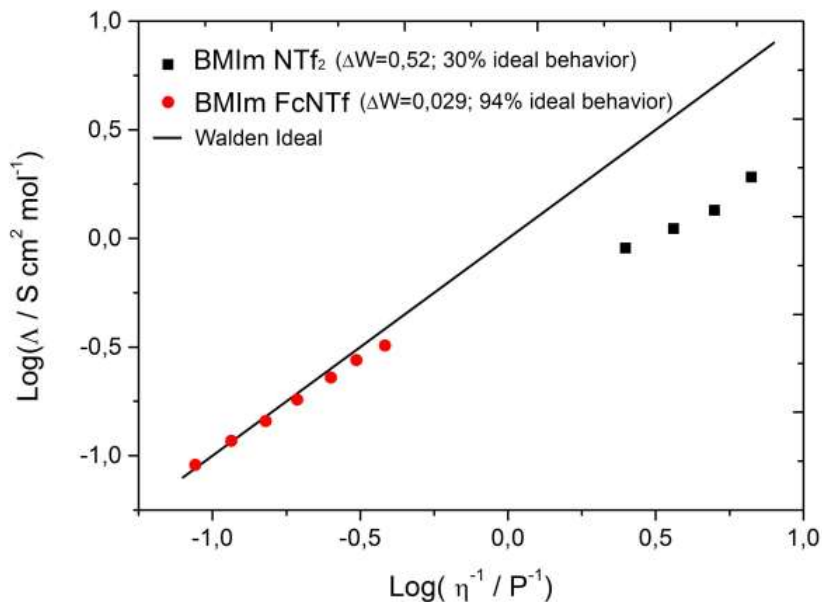 1,0
0,5
0,0
-0,5
-1,0
Log(Λ / S cm² mol⁻¹)
BMIm NTf₂ (ΔW=0,52; 30% ideal behavior)
BMIm FcNTf (ΔW=0,029; 94% ideal behavior)
Walden Ideal
-1,0 -0,5 0,0 0,5 1,0
Log( η⁻¹ / P⁻¹)